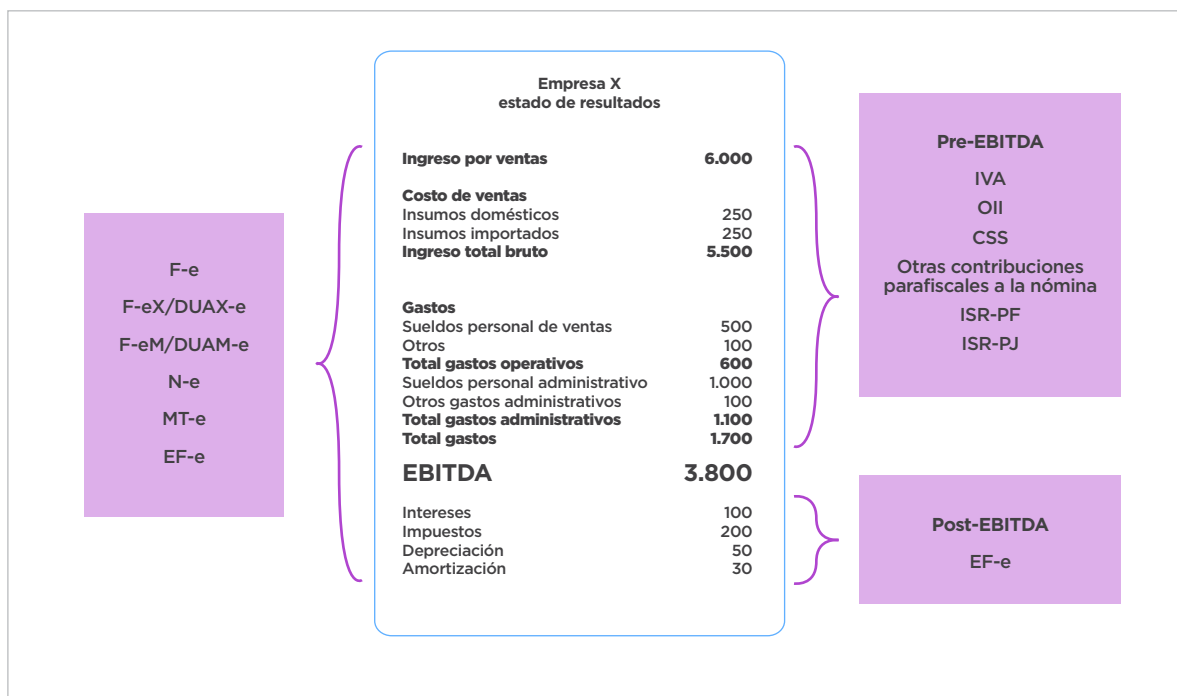 F-e
F-eX/DUAX-e
F-eM/DUAM-e
N-e
MT-e
EF-e
Empresa X
estado de resultados
Ingreso por ventas 6.000
Costo de ventas
Insumos domésticos 250
Insumos importados 250
Ingreso total bruto 5.500
Gastos
Sueldos personal de ventas 500
Otros 100
Total gastos operativos 600
Sueldos personal administrativo 1.000
Otros gastos administrativos 100
Total gastos administrativos 1.100
Total gastos 1.700
EBITDA 3.800
Intereses 100
Impuestos 200
Depreciación 50
Amortización 30
Pre-EBITDA
IVA
OII
CSS
Otras contribuciones
parafiscales a la nómina
ISR-PF
ISR-PJ
Post-EBITDA
EF-e